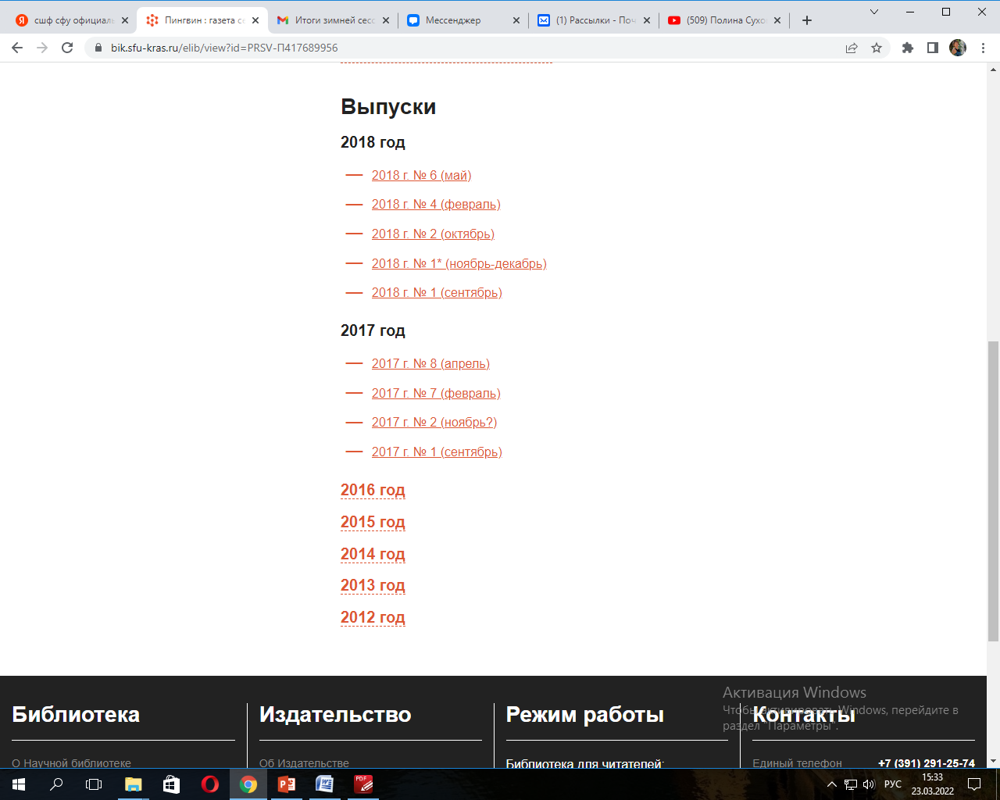 сшф сфу официаль
Пингвин : газета се
Итоги зимней сесс
Мессенджер
(1) Рассылки - Поч
(509) Полина Сухо
bik.sfu-kras.ru/elib/view?id=PRSV-П417689956
Выпуски
2018 год
2018 г. № 6 (май)
2018 г. № 4 (февраль)
2018 г. № 2 (октябрь)
2018 г. № 1* (ноябрь-декабрь)
2018 г. № 1 (сентябрь)
2017 год
2017 г. № 8 (апрель)
2017 г. № 7 (февраль)
2017 г. № 2 (ноябрь?)
2017 г. № 1 (сентябрь)
2016 год
2015 год
2014 год
2013 год
2012 год
Активация Windows
Чтобы активировать Windows, перейдите в
раздел "Параметры".
Библиотека
Издательство
Режим работы
Контакты
О Научной библиотеке
Об Издательстве
Библиотека для читателей:
Единый телефон
+7 (391) 291-25-74
РУС
15:33
23.03.2022